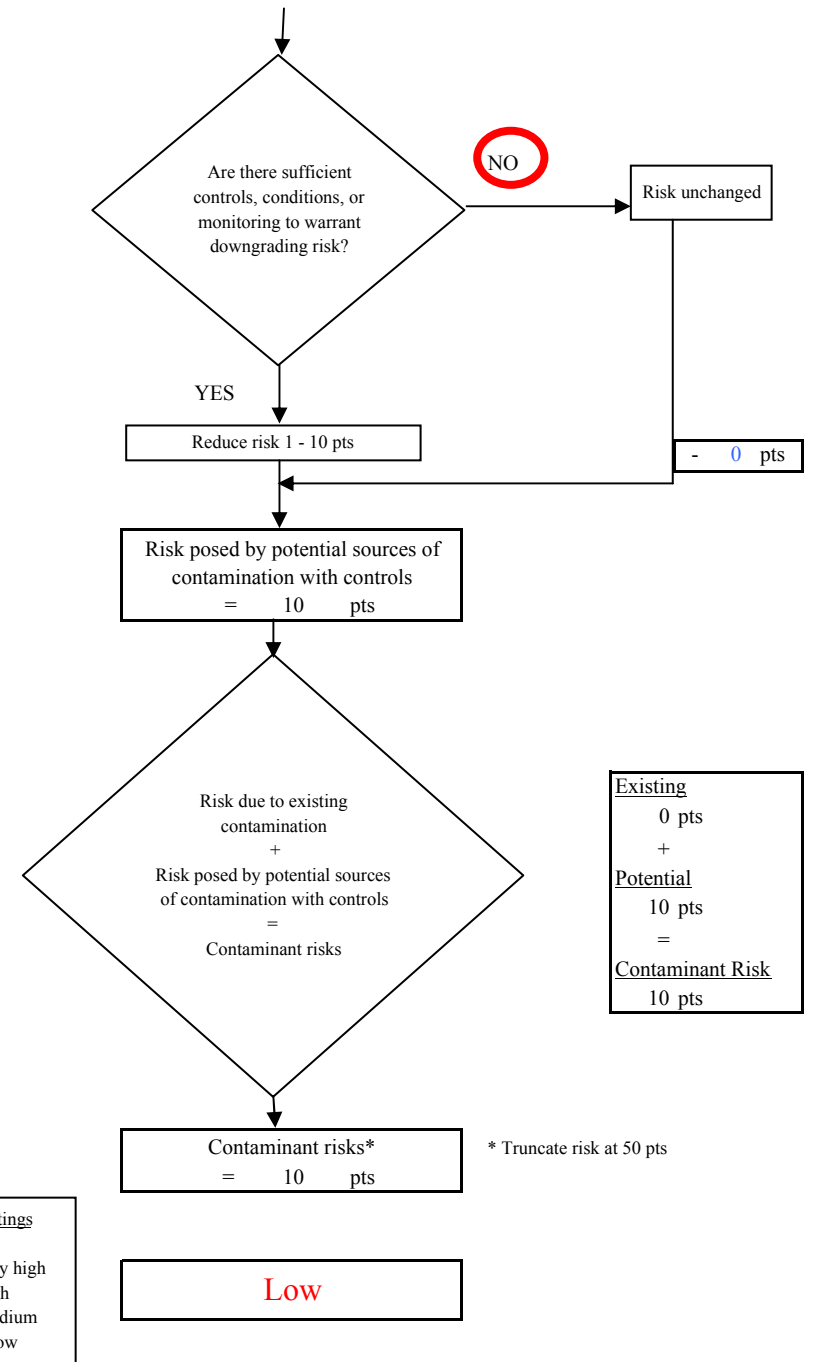 Are there sufficient
controls, conditions, or
monitoring to warrant
downgrading risk?
NO
Risk unchanged
YES
Reduce risk 1 - 10 pts
- 0 pts
Risk posed by potential sources of
contamination with controls
= 10 pts
Risk due to existing
contamination
+
Risk posed by potential sources
of contamination with controls
=
Contaminant risks
Existing
0 pts
+
Potential
10 pts
=
Contaminant Risk
10 pts
Contaminant risks*
= 10 pts
* Truncate risk at 50 pts
Low
high